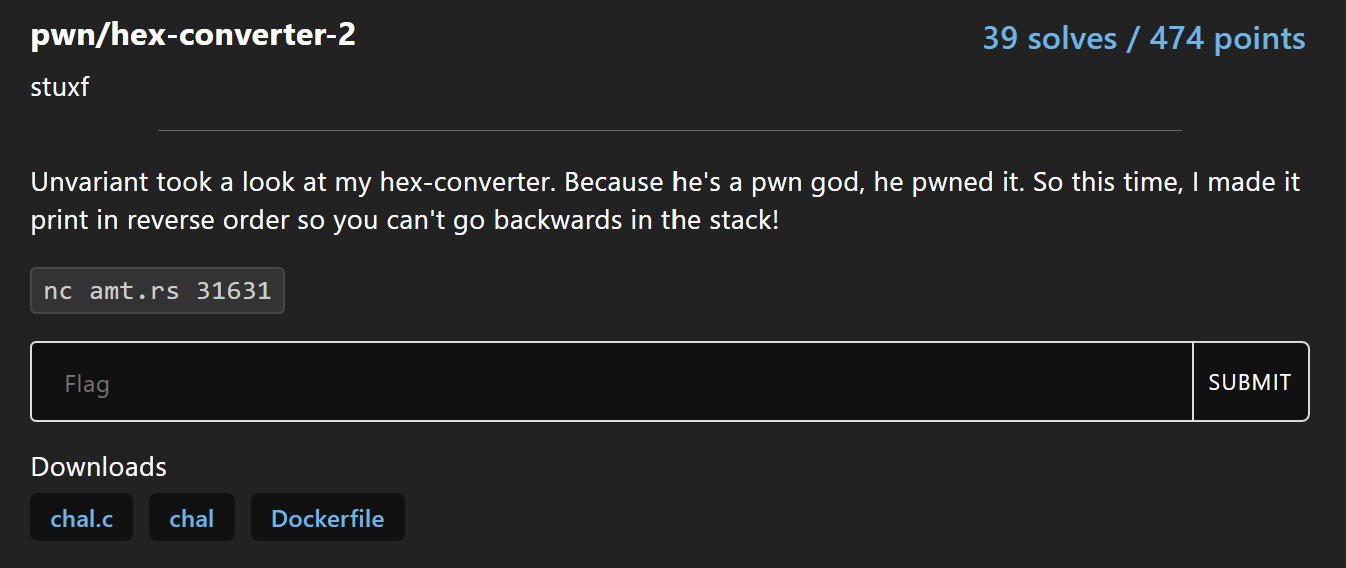 pwn/hex-converter-2
39 solves / 474 points
stuxf
Unvariant took a look at my hex-converter. Because he's a pwn god, he pwned it. So this time, I made it
print in reverse order so you can't go backwards in the stack!
nc amt.rs 31631
Flag
SUBMIT
Downloads
chal.c
chal
Dockerfile